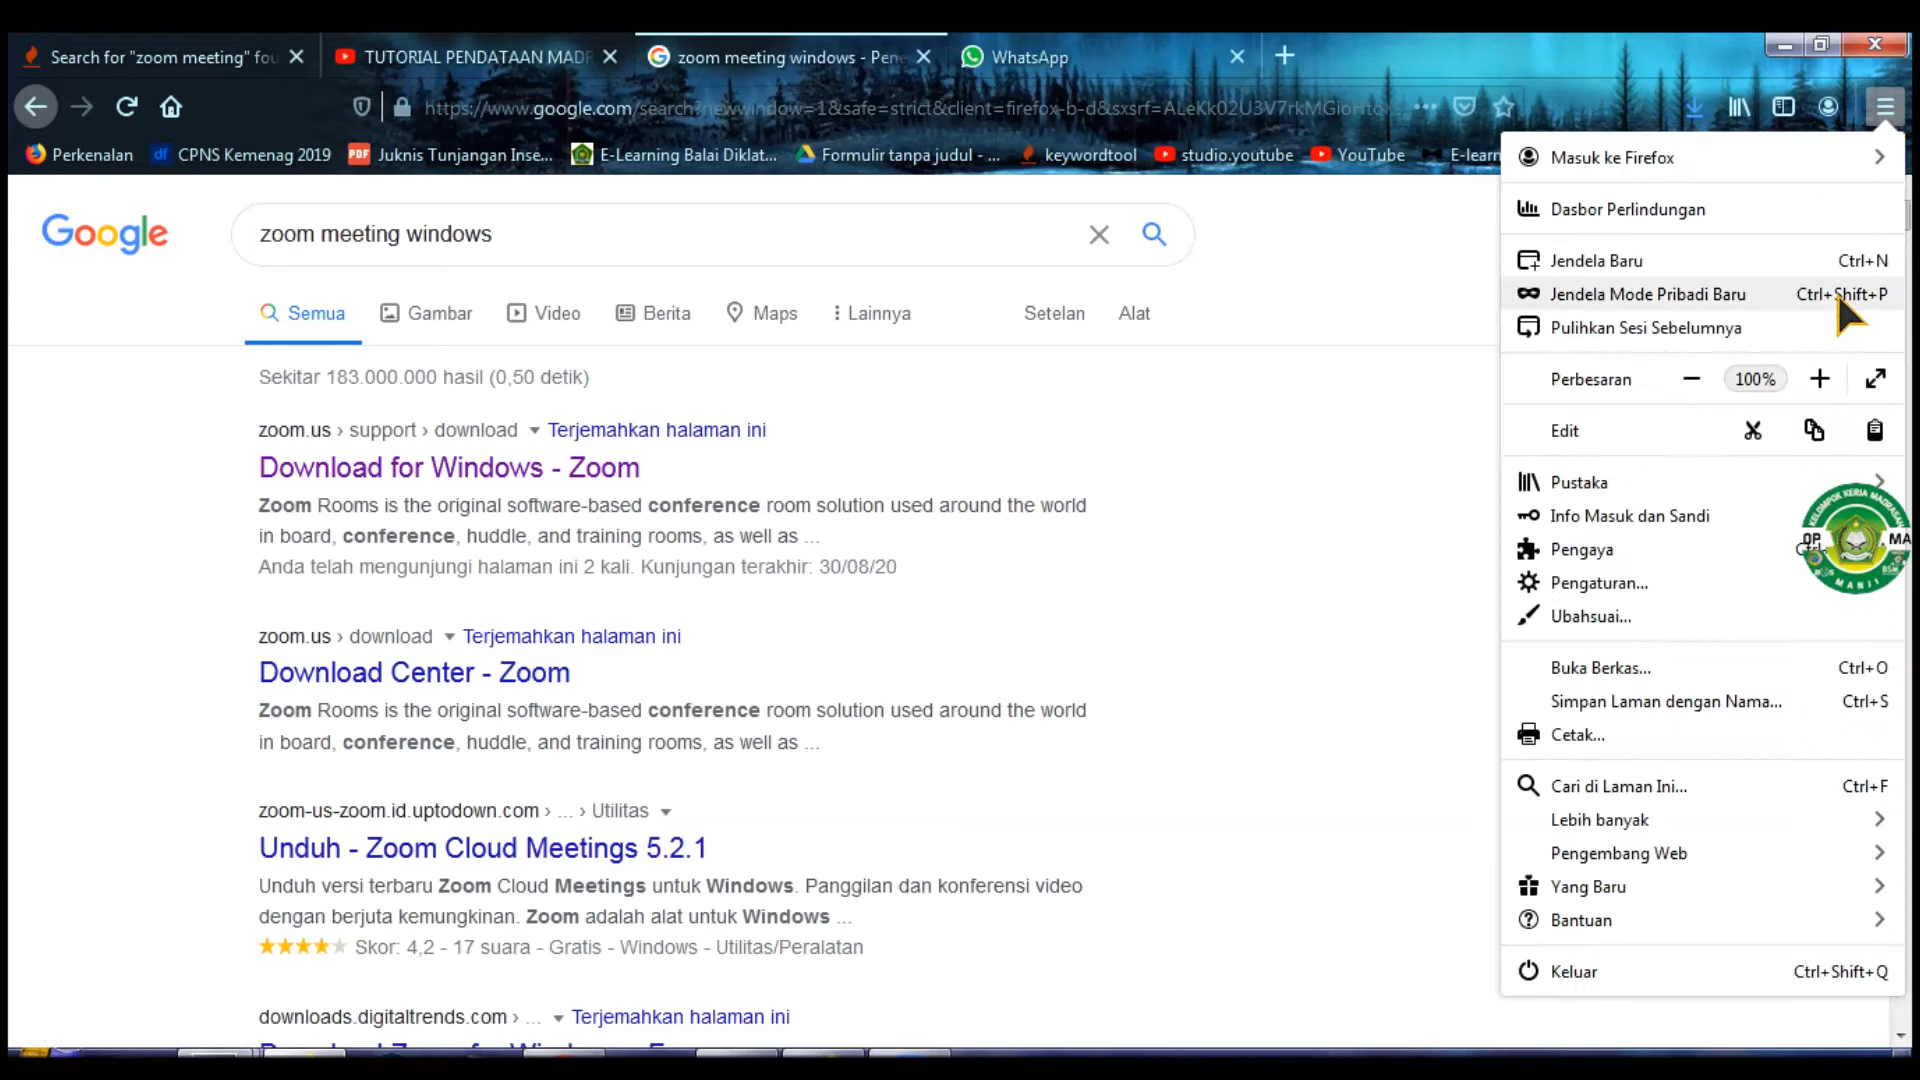 Search for "zoom meeting" fou
TUTORIAL PENDATAAN MADR
zoom meeting windows - Pene
WhatsApp
https://www.google.com/search?newwindow=1&safe=strict&client=firefox-b-d&sxsrf=ALeKk02U3V7rkMGioHto
Perkenalan
CPNS Kemenag 2019
PDF
Juknis Tunjangan Inse...
E-Learning Balai Diklat...
Formulir tanpa judul - ...
keywordtool
studio.youtube
YouTube
E-learn
Google
zoom meeting windows
Semua
Gambar
Video
Berita
Maps
Lainnya
Setelan
Alat
Sekitar 183.000.000 hasil (0,50 detik)
zoom.us › support › download Terjemahkan halaman ini
Download for Windows - Zoom
Zoom Rooms is the original software-based conference room solution used around the world
in board, conference, huddle, and training rooms, as well as ...
Anda telah mengunjungi halaman ini 2 kali. Kunjungan terakhir: 30/08/20
zoom.us › download Terjemahkan halaman ini
Download Center - Zoom
Zoom Rooms is the original software-based conference room solution used around the world
in board, conference, huddle, and training rooms, as well as ...
zoom-us-zoom.id.uptodown.com › ... › Utilitas
Unduh - Zoom Cloud Meetings 5.2.1
Unduh versi terbaru Zoom Cloud Meetings untuk Windows. Panggilan dan konferensi video
dengan berjuta kemungkinan. Zoom adalah alat untuk Windows ...
Skor: 4,2 - 17 suara - Gratis - Windows - Utilitas/Peralatan
downloads.digitaltrends.com › ... Terjemahkan halaman ini
Masuk ke Firefox
Dasbor Perlindungan
Jendela Baru Ctrl+N
Jendela Mode Pribadi Baru Ctrl+Shift+P
Pulihkan Sesi Sebelumnya
Perbesaran 100%
Edit
Pustaka
Info Masuk dan Sandi
Pengaya
Pengaturan...
Ubahsuai...
Buka Berkas... Ctrl+O
Simpan Laman dengan Nama... Ctrl+S
Cetak...
Cari di Laman Ini... Ctrl+F
Lebih banyak
Pengembang Web
Yang Baru
Bantuan
Keluar Ctrl+Shift+Q
KELOMPOK KERJA MADRASAH
MANJI